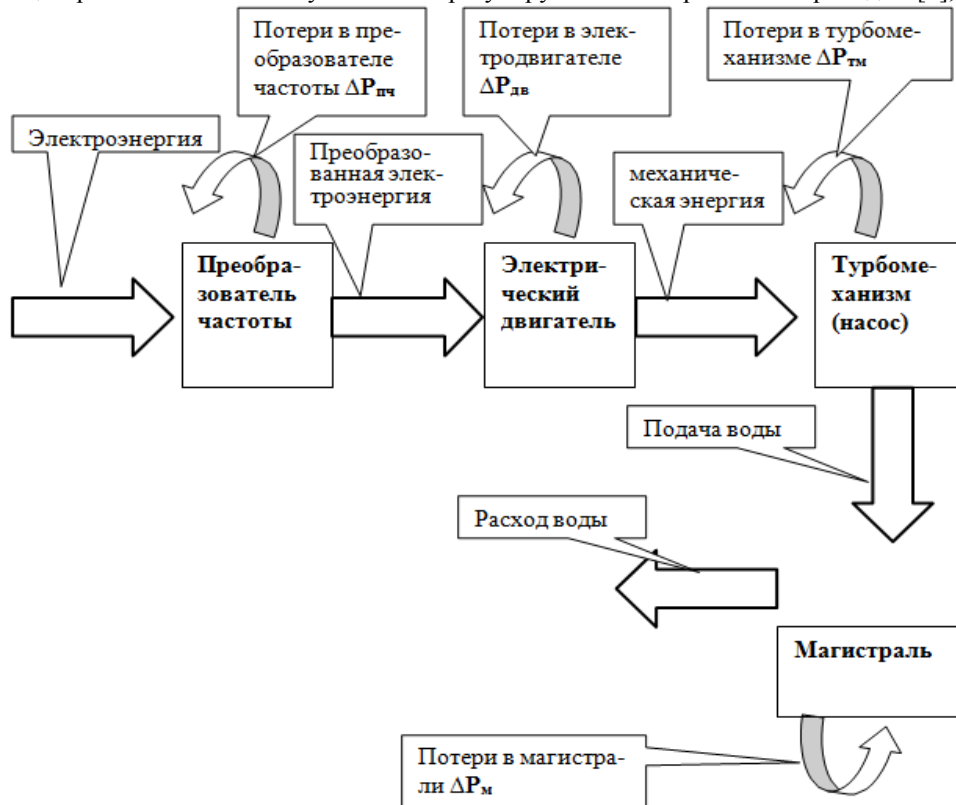 Потери в пре-
образователе
частоты ΔPпч
Потери в элек-
тродвигателе
ΔPдв
Потери в турбоме-
ханизме ΔPтм
Электроэнергия
Преобразо-
ванная элек-
троэнергия
механиче-
ская энергия
Преобра-
зователь
частоты
Электри-
ческий
двигатель
Турбоме-
ханизм
(насос)
Подача воды
Расход воды
Магистраль
Потери в магистра-
ли ΔPм